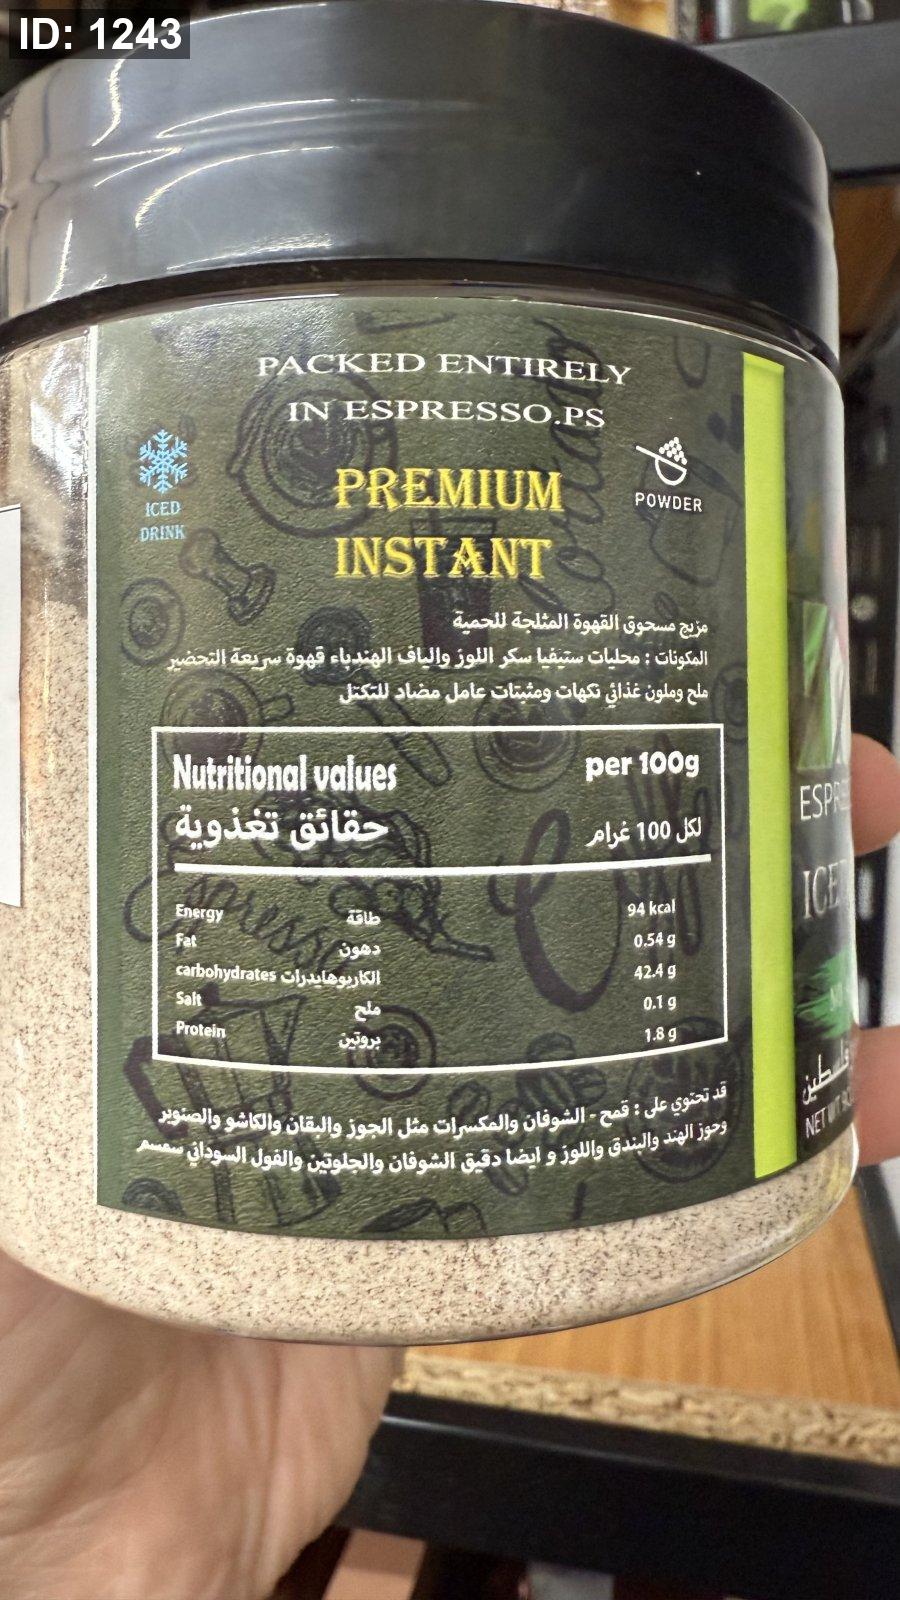 ID: 1243
PACKED ENTIRELY
IN ESPRESSO.PS
ICED
DRINK
PREMIUM
INSTANT
POWDER
مزيج مسحوق القهوة المثلجة للحمية
المكونات : محليات ستيفيا سكر اللوز والياف الهندباء قهوة سريعة التحضير
ملح وملون غذائي نكهات ومثبتات عامل مضاد للتكتل
Nutritional values per 100g
حقائق تغذوية لكل 100 غرام
Energy طاقة 94 kcal
Fat دهون 0.54 g
carbohydrates الكاربوهايدرات 42.4 g
Salt ملح 0.1 g
Protein بروتين 1.8 g
قد تحتوي على : قمح - الشوفان والمكسرات مثل الجوز والبقان والكاشو والصنوبر
وجوز الهند والبندق واللوز و ايضا دقيق الشوفان والجلوتين والفول السوداني سمسم
فلسطين
NET WT